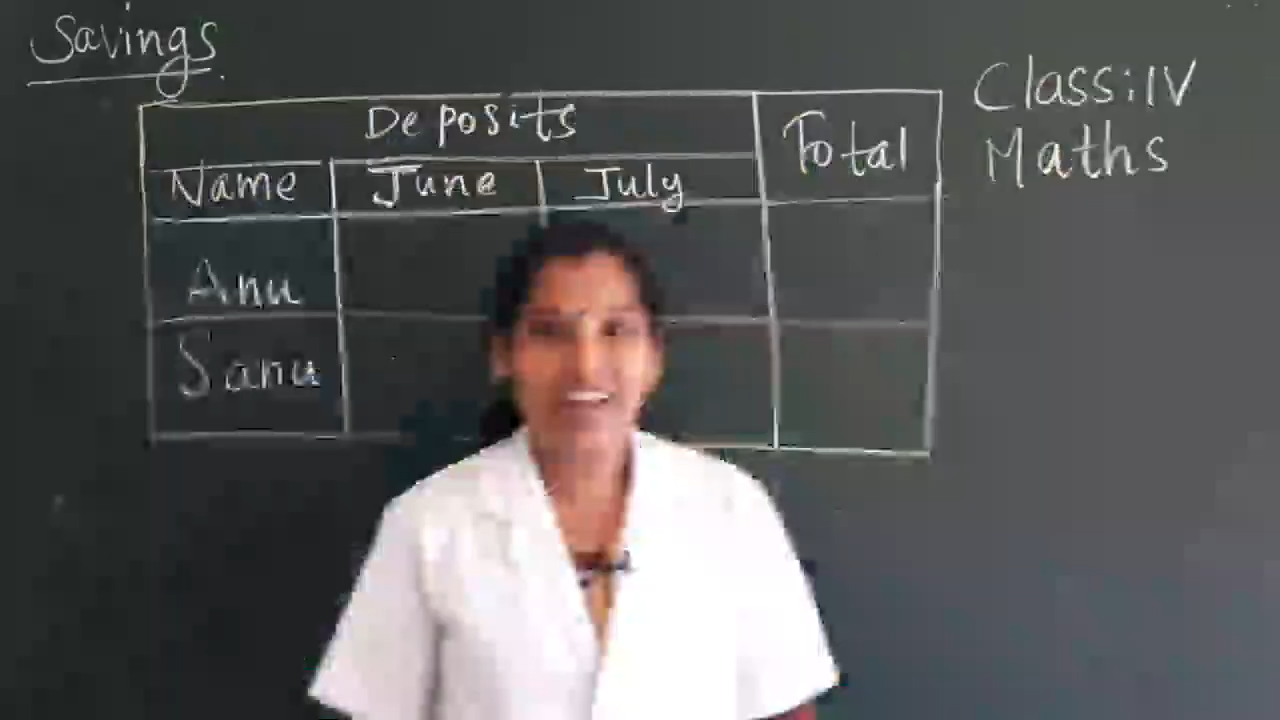 Savings.
Class: IV
Maths
Deposits
Total
Name June July
Anu
Sanu